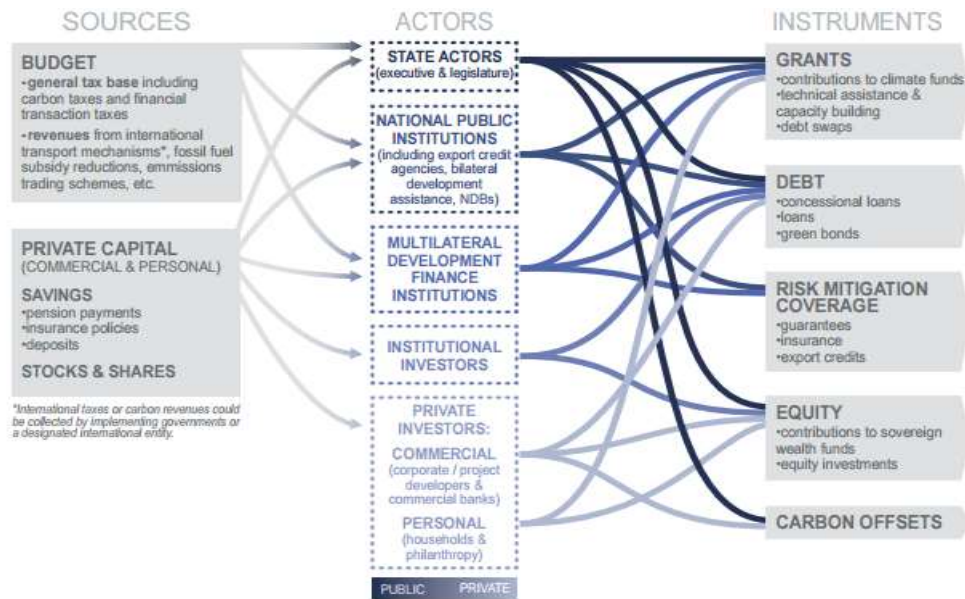 SOURCES
ACTORS
INSTRUMENTS
BUDGET
•general tax base including
carbon taxes and financial
transaction taxes
•revenues from international
transport mechanisms*, fossil fuel
subsidy reductions, emmissions
trading schemes, etc.
PRIVATE CAPITAL
(COMMERCIAL & PERSONAL)
SAVINGS
•pension payments
•insurance policies
•deposits
STOCKS & SHARES
*International taxes or carbon revenues could
be collected by implementing governments or
a designated international entity.
STATE ACTORS
(executive & legislature)
NATIONAL PUBLIC
INSTITUTIONS
(including export credit
agencies, bilateral
development
assistance, NDBs)
MULTILATERAL
DEVELOPMENT
FINANCE
INSTITUTIONS
INSTITUTIONAL
INVESTORS
PRIVATE
INVESTORS:
COMMERCIAL
(corporate / project
developers &
commercial banks)
PERSONAL
(households &
philanthropy)
PUBLIC PRIVATE
GRANTS
•contributions to climate funds
•technical assistance &
capacity building
•debt swaps
DEBT
•concessional loans
•loans
•green bonds
RISK MITIGATION
COVERAGE
•guarantees
•insurance
•export credits
EQUITY
•contributions to sovereign
wealth funds
•equity investments
CARBON OFFSETS